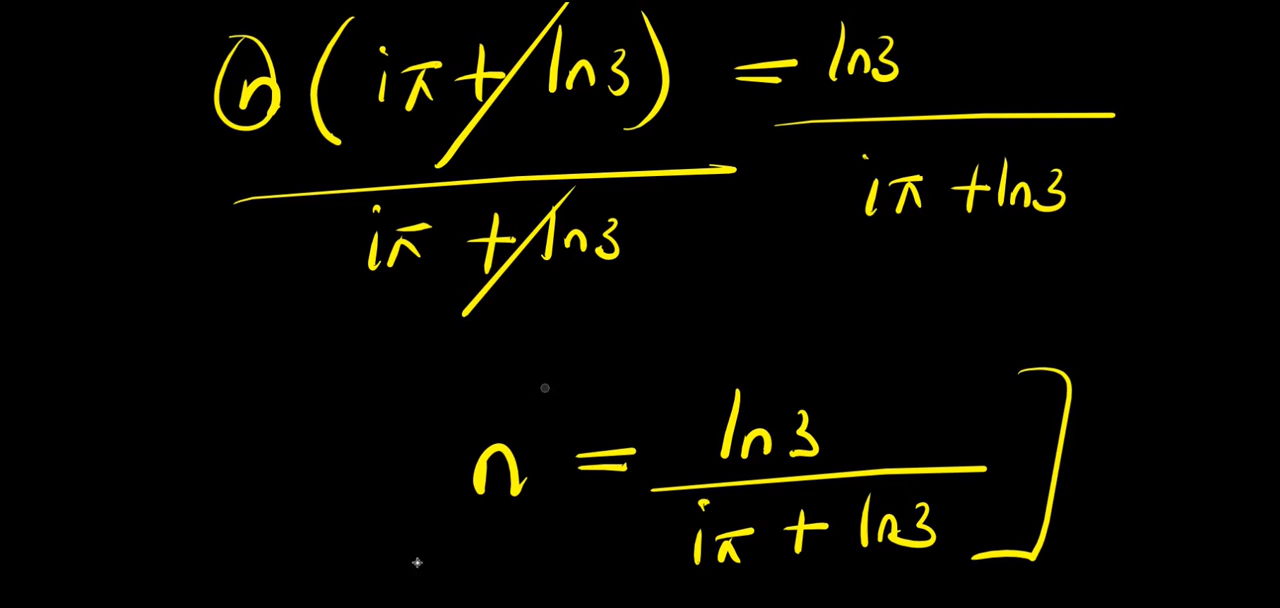 n (iπ + ln3) = ln3
iπ + ln3 iπ + ln3
n = ln3
iπ + ln3